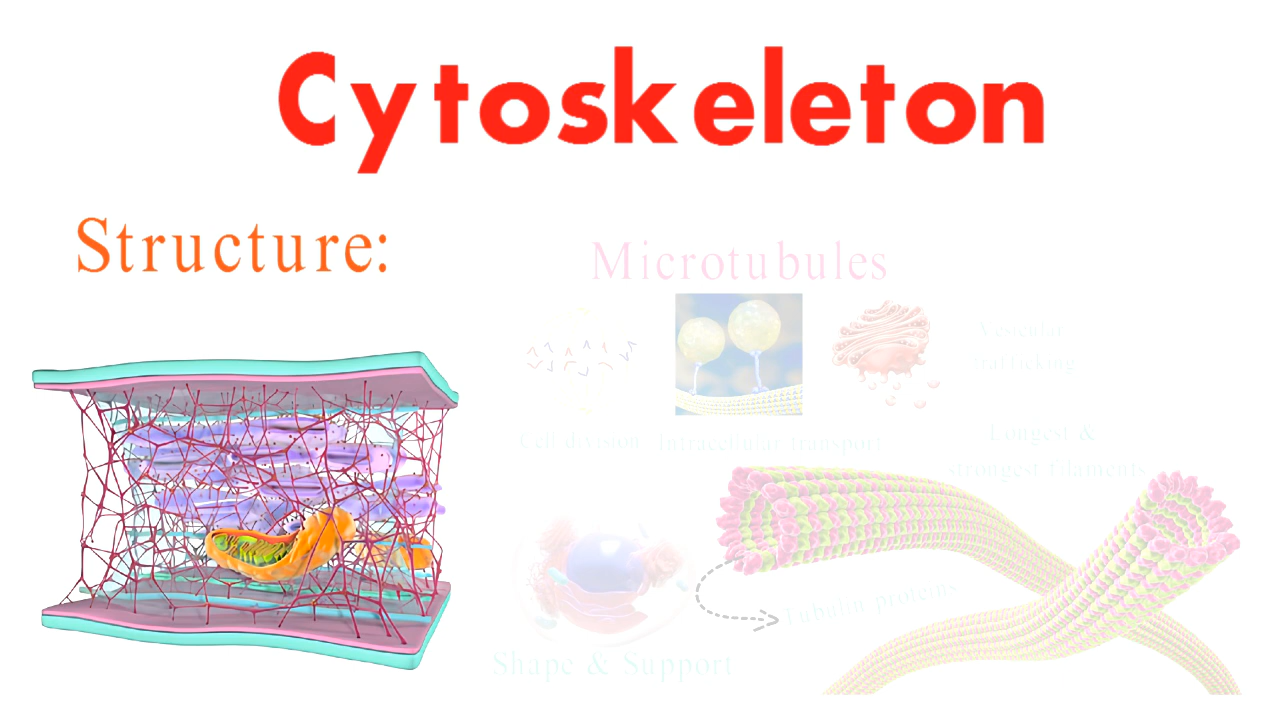 Cytoskeleton
Structure:
Microtubules
Vesicular
Trafficking
Cell division
Intracellular transport
Longest &
strongest filaments
Tubulin proteins
Shape & Support